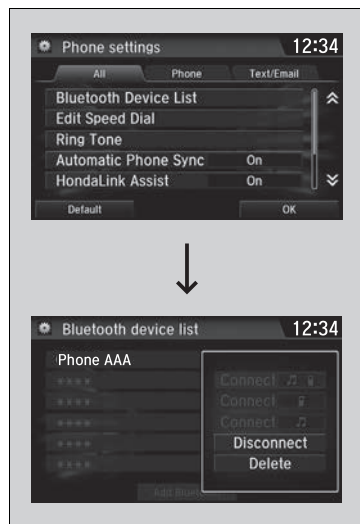 Phone settings 12:34
All Phone Text/Email
Bluetooth Device List
Edit Speed Dial
Ring Tone
Automatic Phone Sync On
HondaLink Assist On
Default OK
Bluetooth device list 12:34
Phone AAA
**** Connect
**** Connect
**** Connect
**** Disconnect
**** Delete